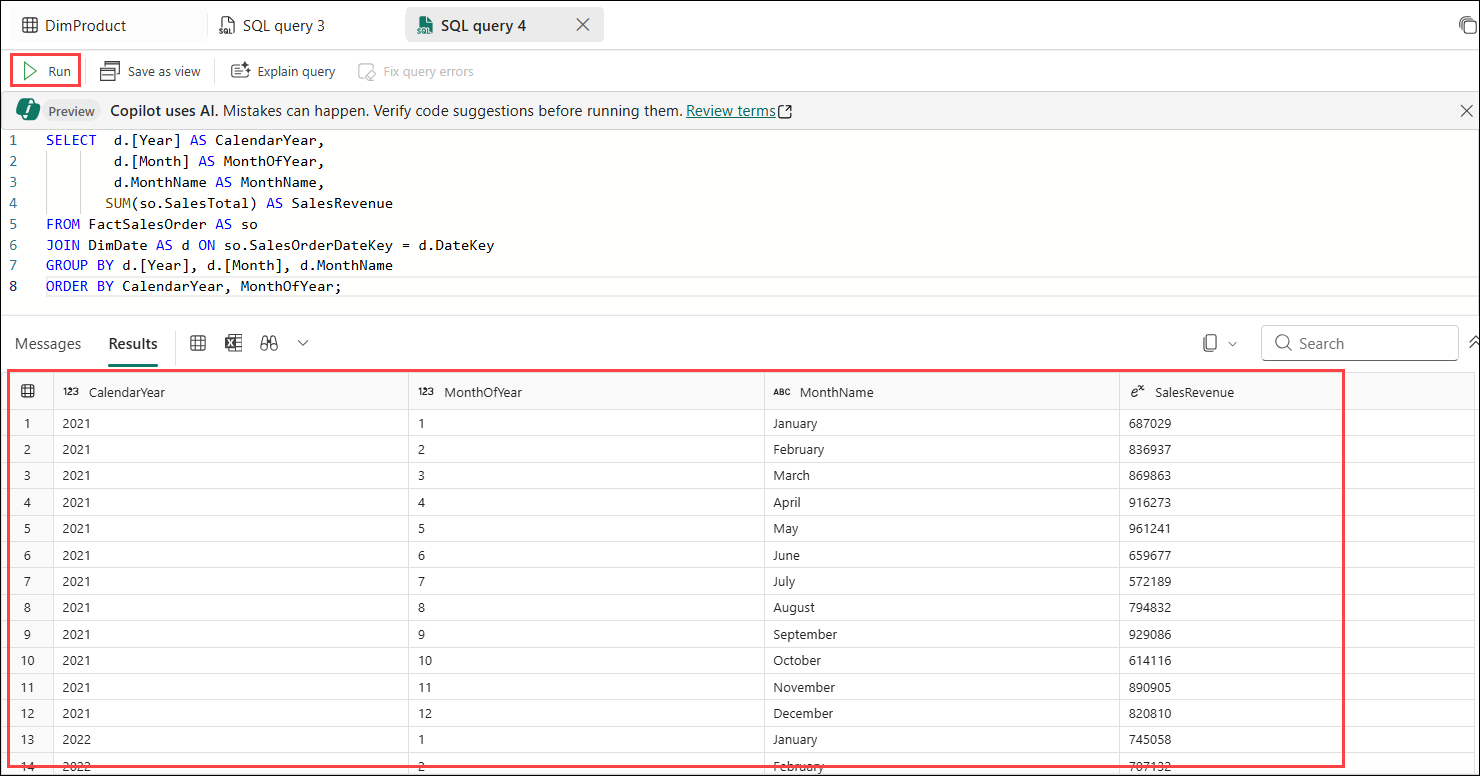 DimProduct SQL query 3 SQL query 4
Run Save as view Explain query Fix query errors
Preview Copilot uses AI. Mistakes can happen. Verify code suggestions before running them. Review terms
1 SELECT  d.[Year] AS CalendarYear,
2         d.[Month] AS MonthOfYear,
3         d.MonthName AS MonthName,
4        SUM(so.SalesTotal) AS SalesRevenue
5 FROM FactSalesOrder AS so
6 JOIN DimDate AS d ON so.SalesOrderDateKey = d.DateKey
7 GROUP BY d.[Year], d.[Month], d.MonthName
8 ORDER BY CalendarYear, MonthOfYear;
Messages Results Search
123 CalendarYear 123 MonthOfYear ABC MonthName eˣ SalesRevenue
1 2021 1 January 687029
2 2021 2 February 836937
3 2021 3 March 869863
4 2021 4 April 916273
5 2021 5 May 961241
6 2021 6 June 659677
7 2021 7 July 572189
8 2021 8 August 794832
9 2021 9 September 929086
10 2021 10 October 614116
11 2021 11 November 890905
12 2021 12 December 820810
13 2022 1 January 745058
14 2022 2 February